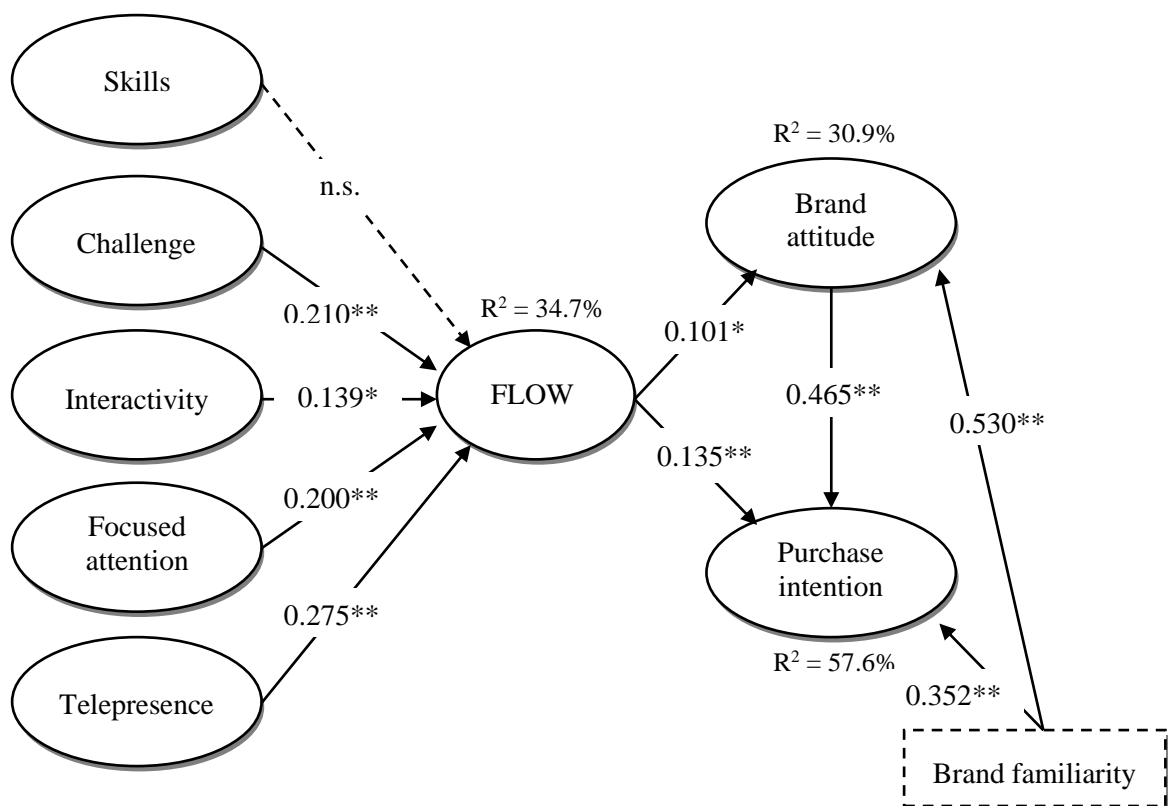 Skills
R² = 30.9%
n.s.
Brand
attitude
Challenge
0.210**
R² = 34.7%
0.101*
Interactivity
0.139*
FLOW
0.465**
0.530**
0.135**
0.200**
Focused
attention
Purchase
intention
0.275**
R² = 57.6%
0.352**
Telepresence
Brand familiarity